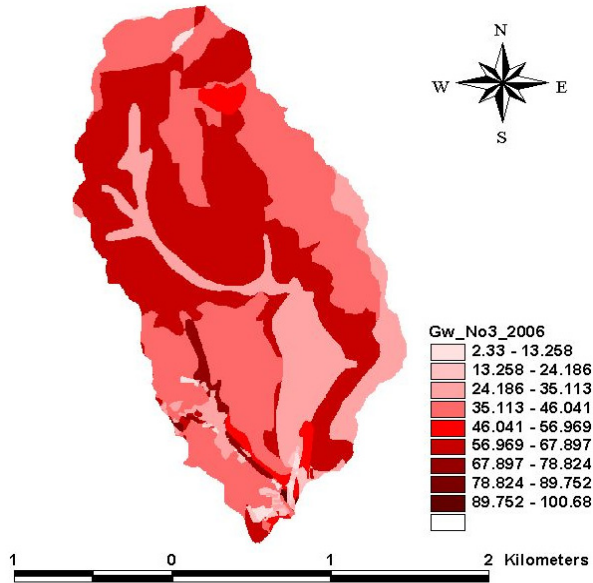 N
W E
S
Gw_No3_2006
2.33 - 13.258
13.258 - 24.186
24.186 - 35.113
35.113 - 46.041
46.041 - 56.969
56.969 - 67.897
67.897 - 78.824
78.824 - 89.752
89.752 - 100.68
1 0 1 2 Kilometers